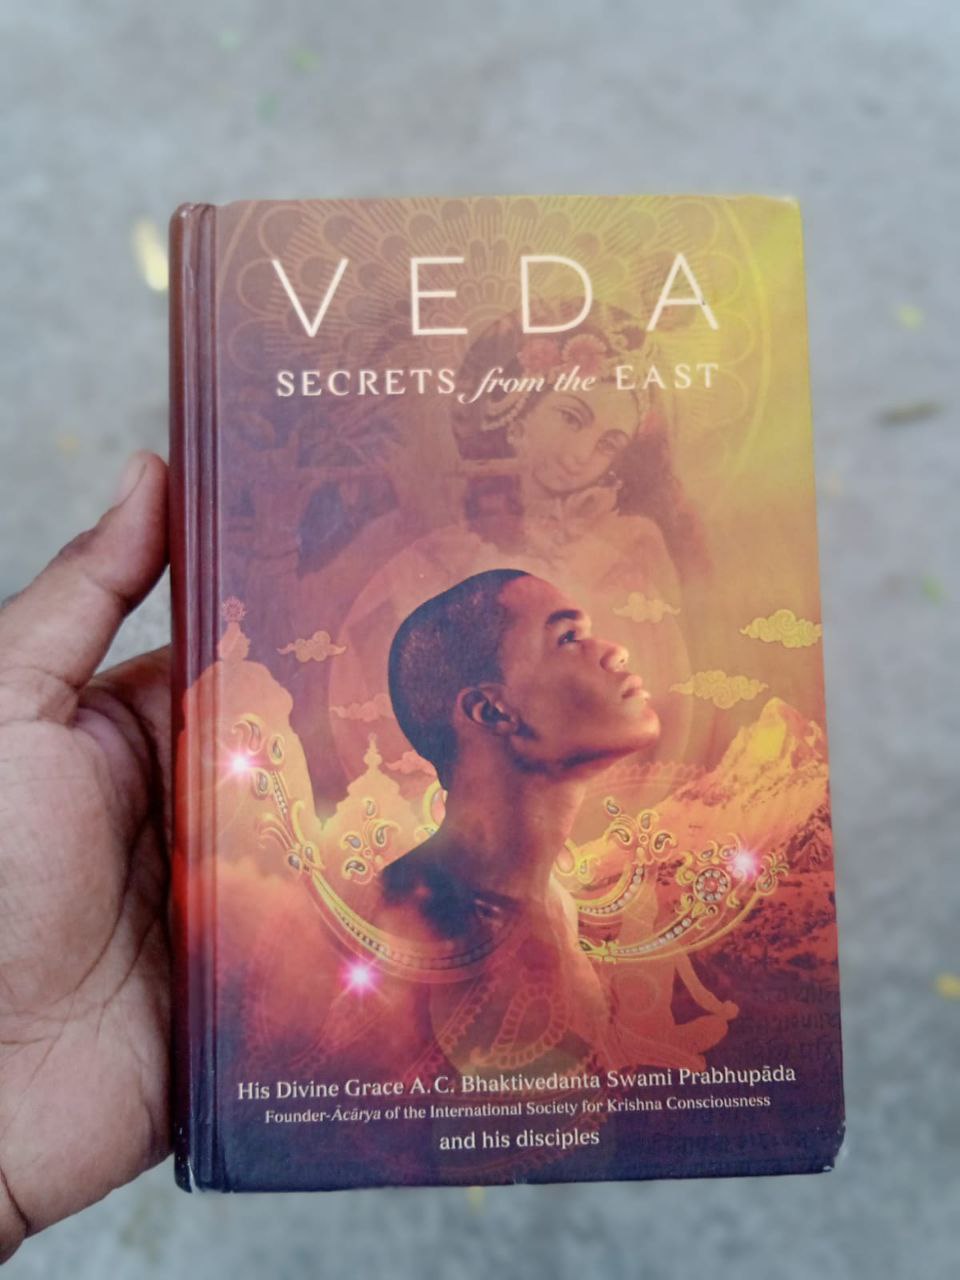 VEDA
SECRETS from the EAST
His Divine Grace A.C. Bhaktivedanta Swami Prabhupāda
Founder-Ācārya of the International Society for Krishna Consciousness
and his disciples